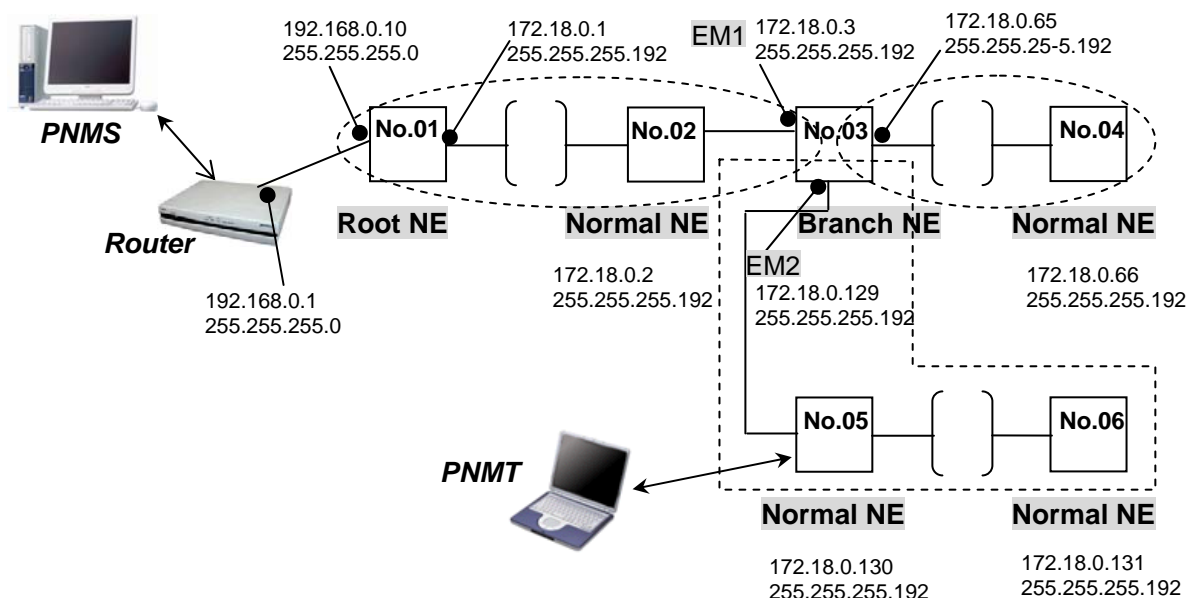 192.168.0.10
255.255.255.0
172.18.0.1
255.255.255.192
EM1
172.18.0.3
255.255.255.192
172.18.0.65
255.255.25-5.192
PNMS
No.01
No.02
No.03
No.04
Router
Root NE
Normal NE
Branch NE
Normal NE
192.168.0.1
255.255.255.0
172.18.0.2
255.255.255.192
EM2
172.18.0.129
255.255.255.192
172.18.0.66
255.255.255.192
No.05
No.06
PNMT
Normal NE
Normal NE
172.18.0.130
255.255.255.192
172.18.0.131
255.255.255.192